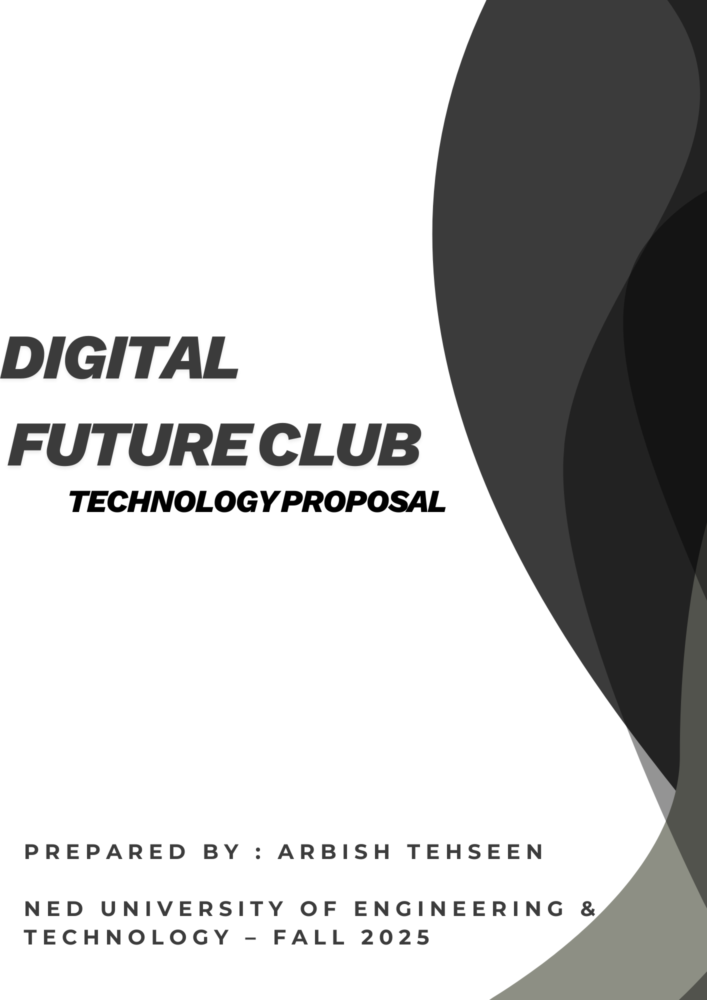 DIGITAL
FUTURE CLUB
TECHNOLOGY PROPOSAL
PREPARED BY : ARBISH TEHSEEN
NED UNIVERSITY OF ENGINEERING &
TECHNOLOGY – FALL 2025